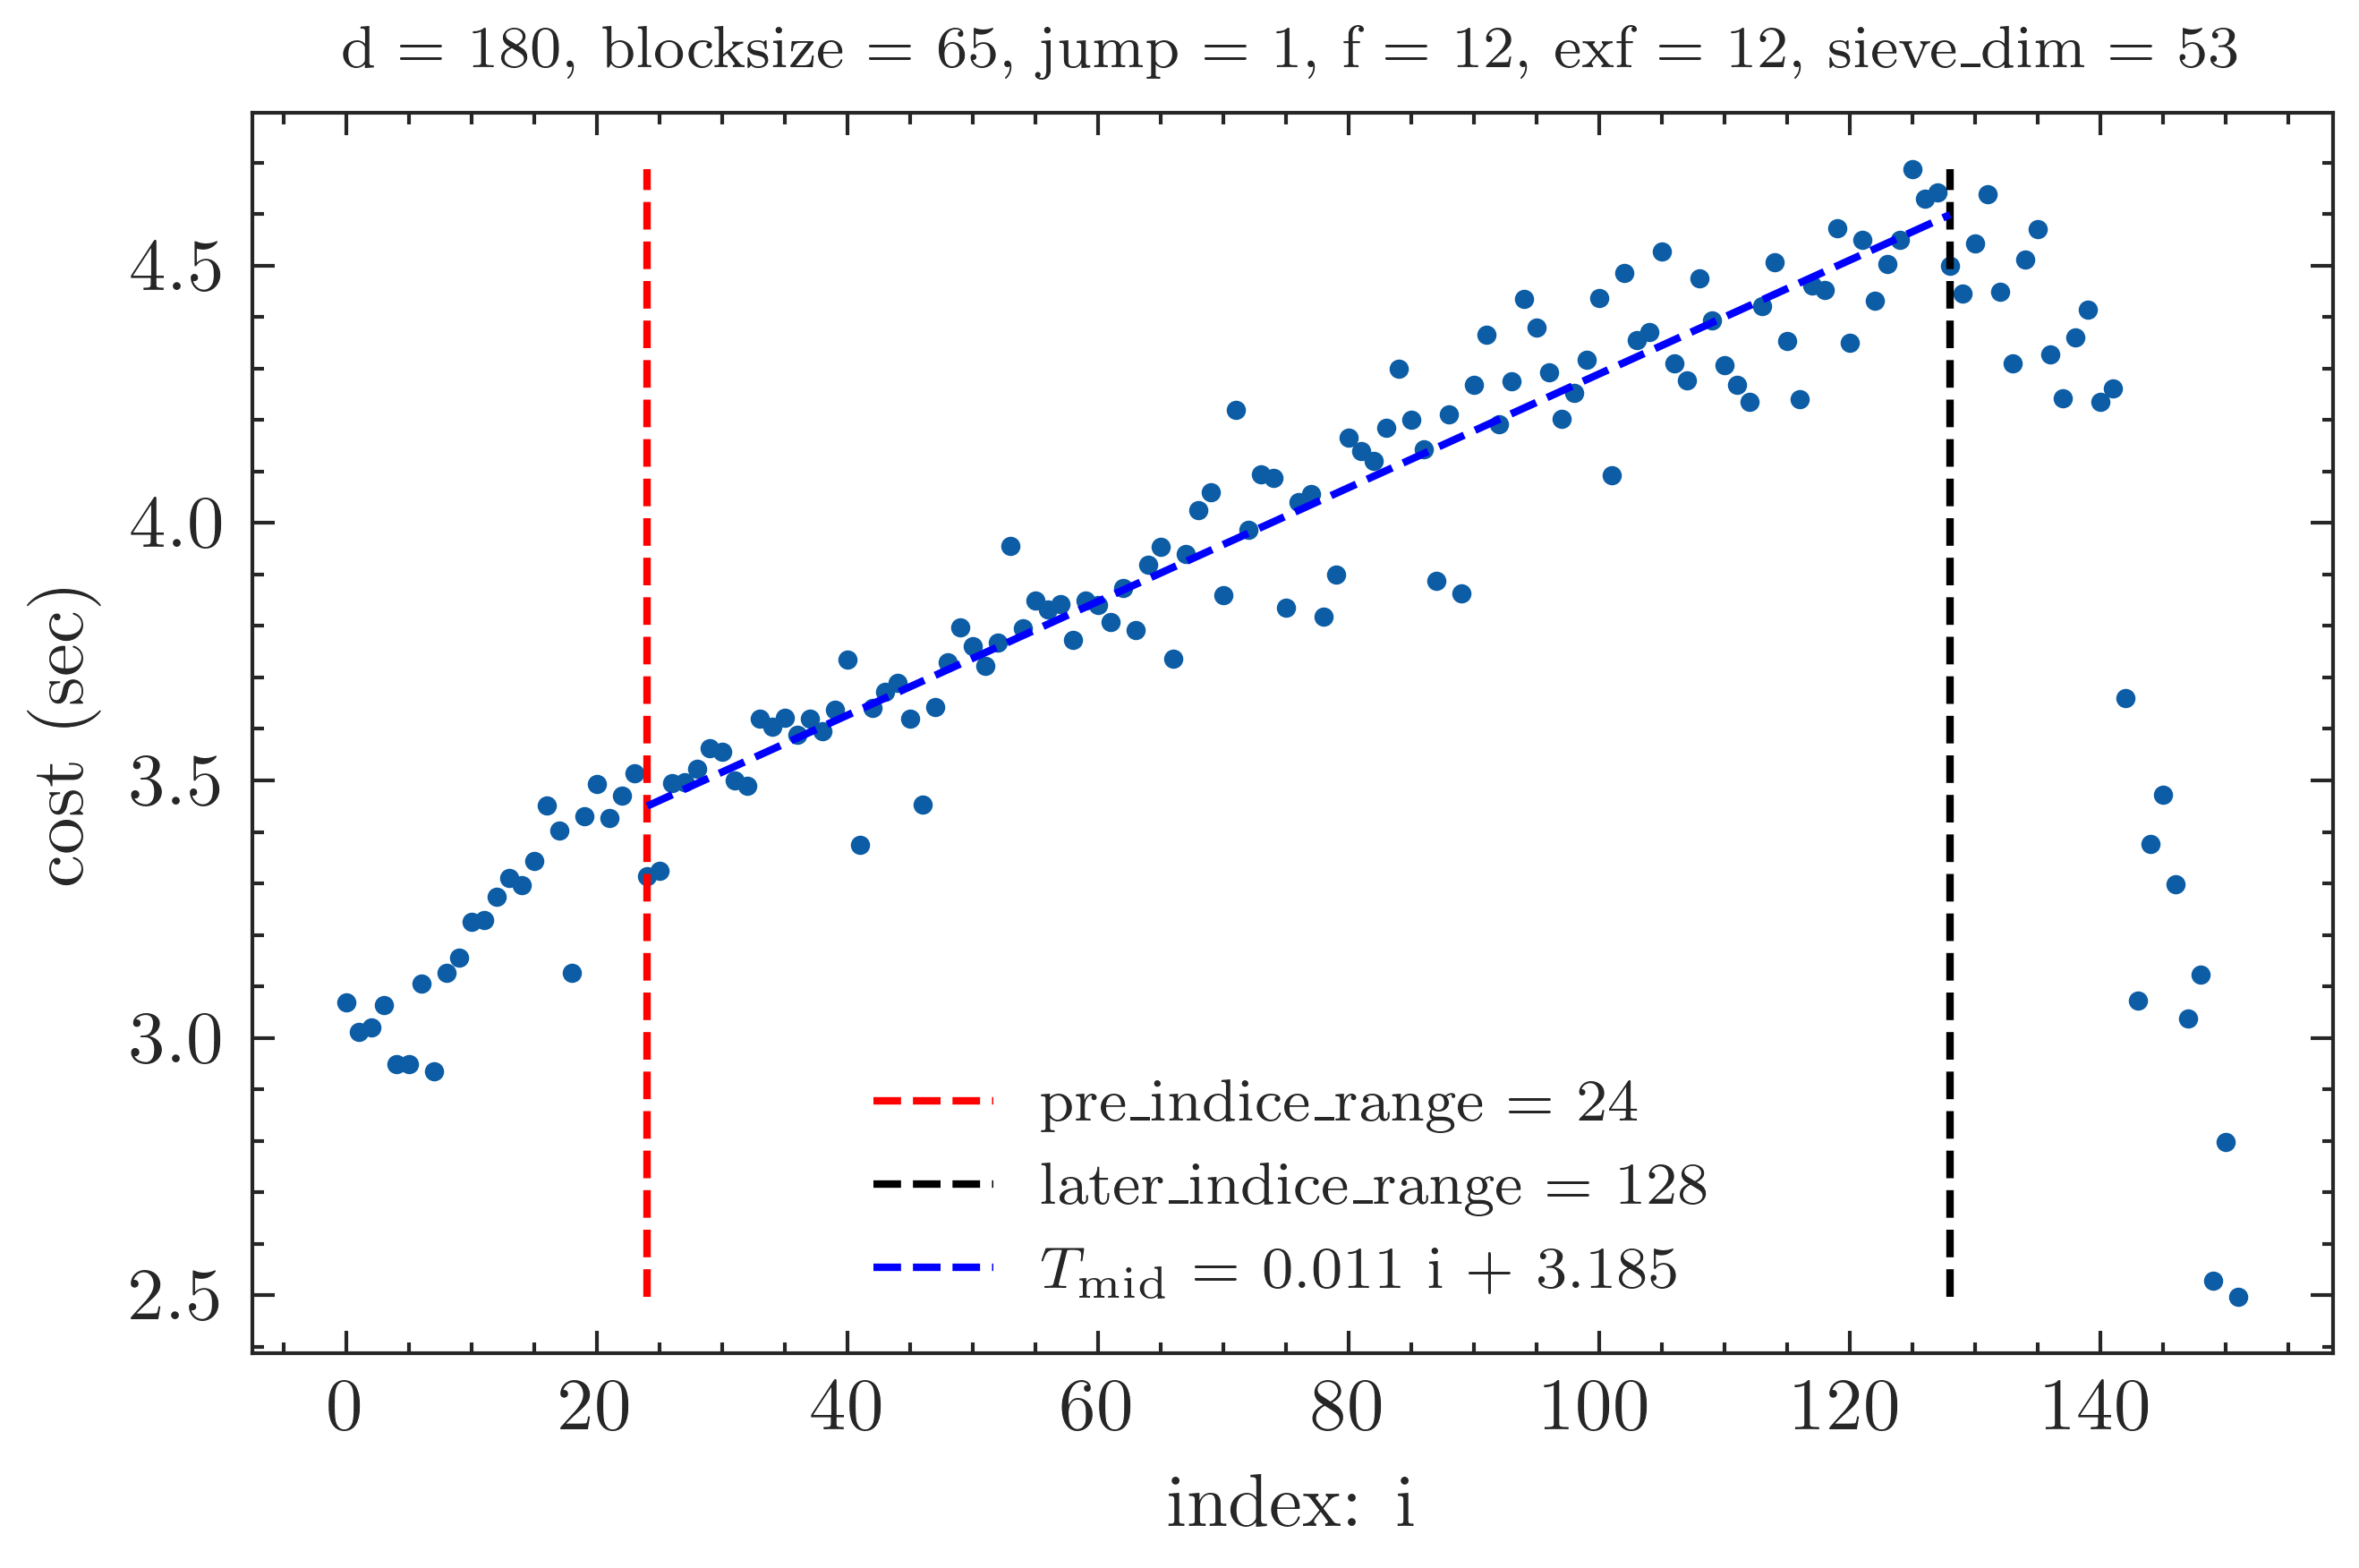 d = 180, blocksize = 65, jump = 1, f = 12, exf = 12, sieve_dim = 53
cost (sec)
4.5
4.0
3.5
3.0
2.5
pre_indice_range = 24
later_indice_range = 128
T_mid = 0.011 i + 3.185
0 20 40 60 80 100 120 140
index: i